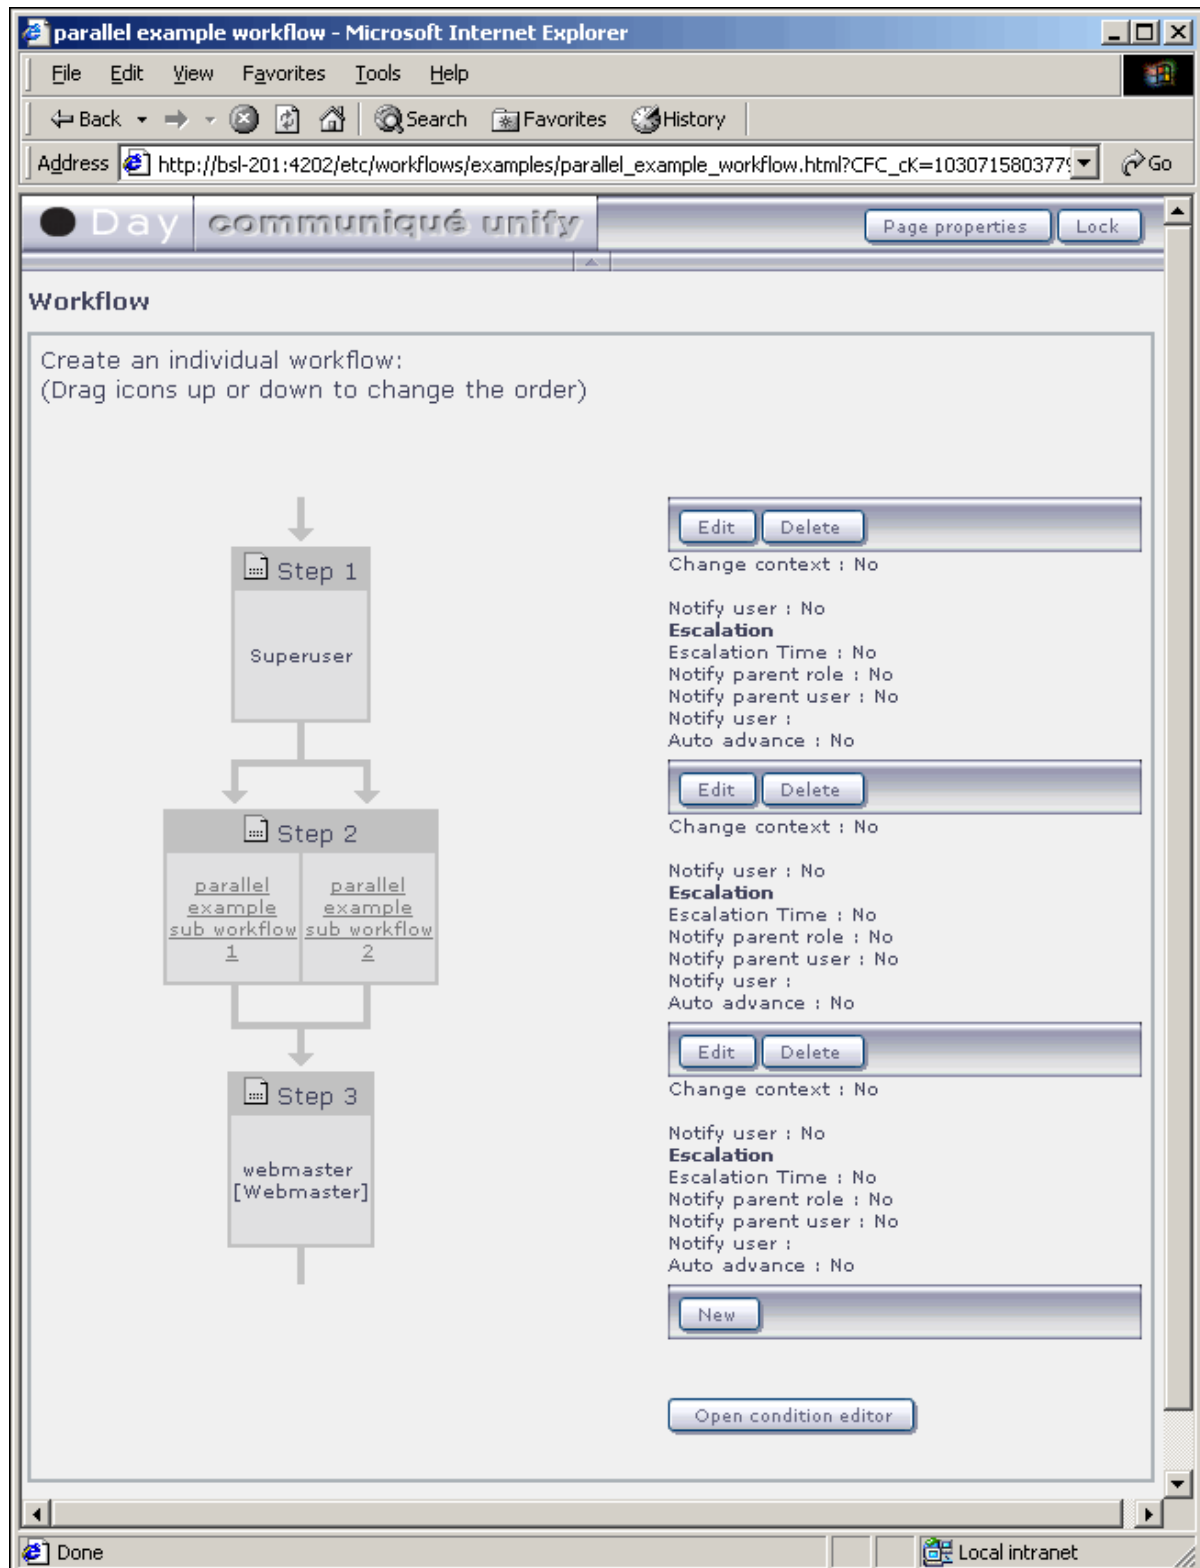 parallel example workflow - Microsoft Internet Explorer
File Edit View Favorites Tools Help
Back Search Favorites History
Address http://bsl-201:4202/etc/workflows/examples/parallel_example_workflow.html?CFC_cK=1030715803779 Go
Day communiqué unify Page properties Lock
Workflow
Create an individual workflow:
(Drag icons up or down to change the order)
Edit Delete
Change context : No
Step 1
Superuser
Notify user : No
Escalation
Escalation Time : No
Notify parent role : No
Notify parent user : No
Notify user :
Auto advance : No
Edit Delete
Change context : No
Step 2
parallel
example
sub workflow
1
parallel
example
sub workflow
2
Notify user : No
Escalation
Escalation Time : No
Notify parent role : No
Notify parent user : No
Notify user :
Auto advance : No
Edit Delete
Change context : No
Step 3
webmaster
[Webmaster]
Notify user : No
Escalation
Escalation Time : No
Notify parent role : No
Notify parent user : No
Notify user :
Auto advance : No
New
Open condition editor
Done Local intranet